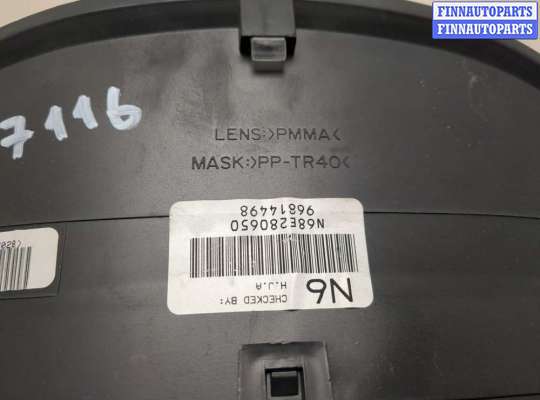 FINNAUTOPARTS
FINNAUTOPARTS
7116
LENS:>PMMA<
MASK:>PP-TR40<
N6
CHECKED BY:
H.J.A
N68E280650
96814498